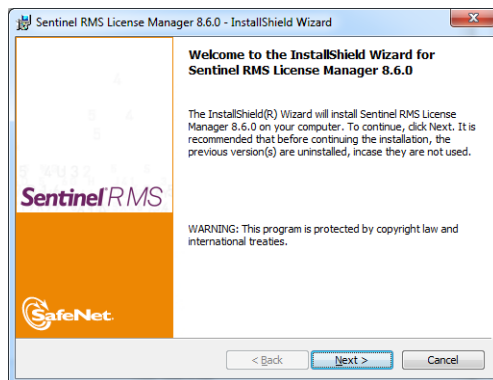 Sentinel RMS License Manager 8.6.0 - InstallShield Wizard
Welcome to the InstallShield Wizard for
Sentinel RMS License Manager 8.6.0
The InstallShield(R) Wizard will install Sentinel RMS License
Manager 8.6.0 on your computer. To continue, click Next. It is
recommended that before continuing the installation, the
previous version(s) are uninstalled, incase they are not used.
Sentinel RMS
WARNING: This program is protected by copyright law and
international treaties.
SafeNet.
< Back
Next >
Cancel